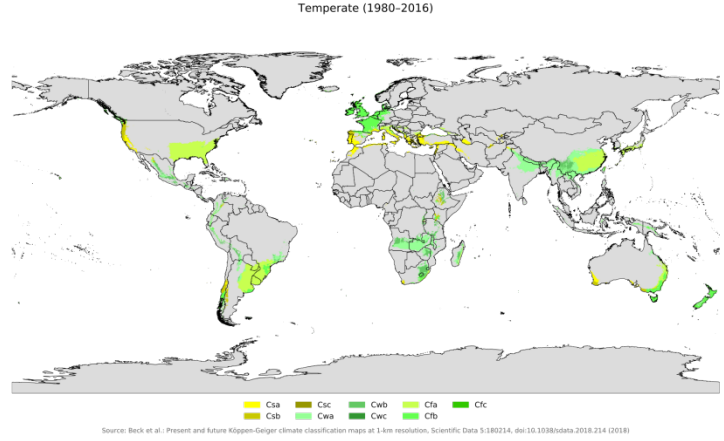 Temperate (1980–2016)
Csa Csc Cwb Cfa Cfc
Csb Cwa Cwc Cfb
Source: Beck et al.: Present and future Köppen-Geiger climate classification maps at 1-km resolution, Scientific Data 5:180214, doi:10.1038/sdata.2018.214 (2018)